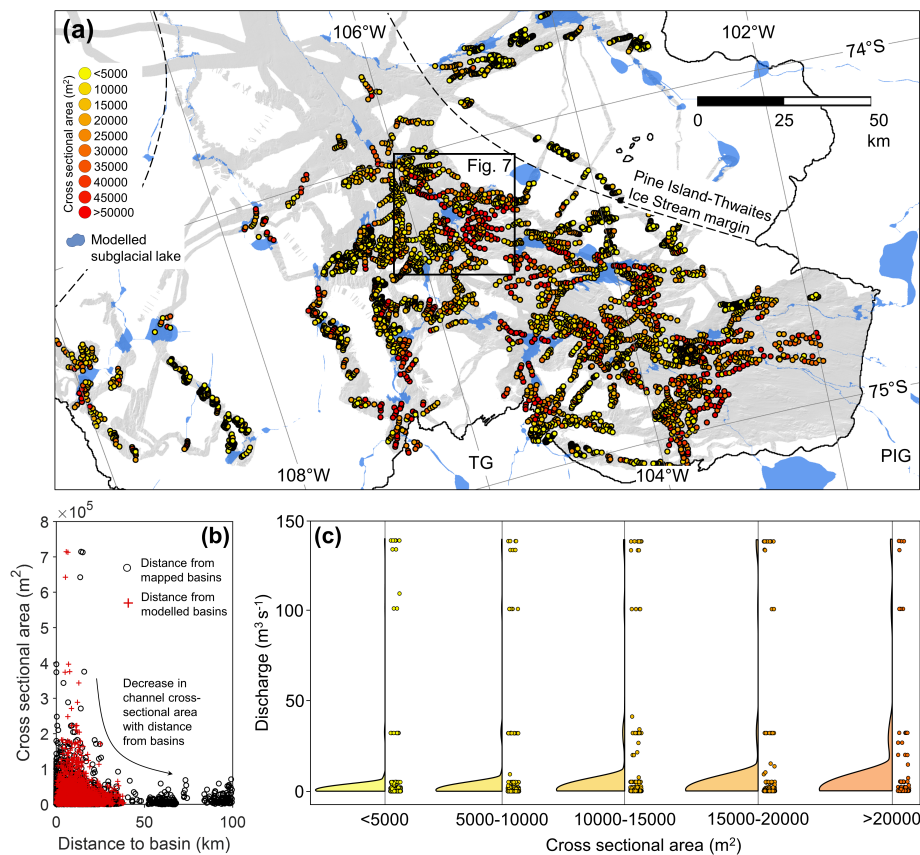 (a)
106°W
102°W
74°S
Cross sectional area (m²)
<5000
10000
15000
20000
25000
30000
35000
40000
45000
>50000
Modelled
subglacial lake
0 25 50
km
Fig. 7
Pine Island-Thwaites
Ice Stream margin
75°S
108°W
TG
104°W
PIG
(b)
×10⁵
8
7
6
5
4
3
2
1
0
Cross sectional area (m²)
Distance from
mapped basins
Distance from
modelled basins
Decrease in
channel cross-
sectional area
with distance
from basins
0 50 100
Distance to basin (km)
(c)
150
100
50
0
Discharge (m³ s⁻¹)
<5000 5000-10000 10000-15000 15000-20000 >20000
Cross sectional area (m²)